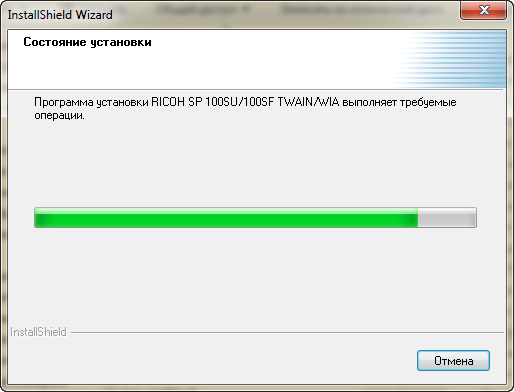 InstallShield Wizard
Состояние установки
Программа установки RICOH SP 100SU/100SF TWAIN/WIA выполняет требуемые
операции.
InstallShield
Отмена